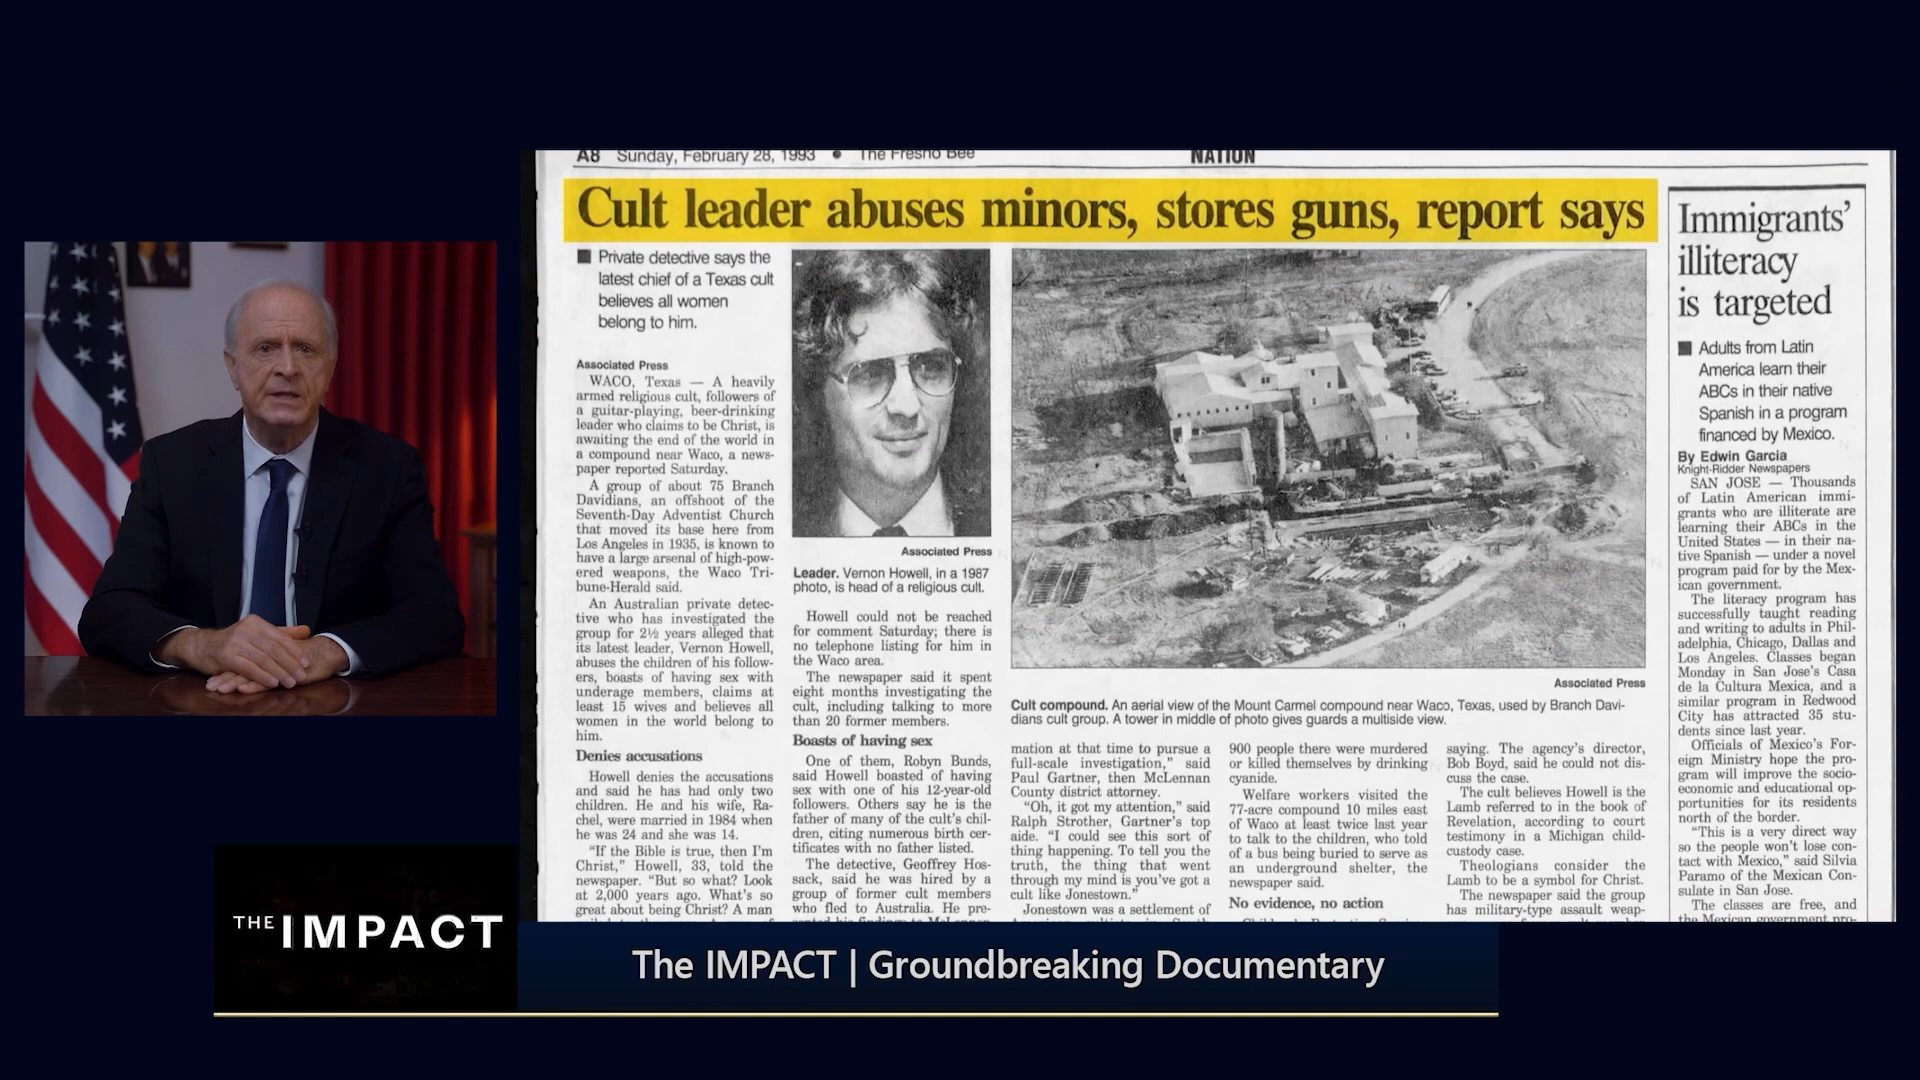 A8 Sunday, February 28, 1993 • The Fresno Bee
NATION
Cult leader abuses minors, stores guns, report says
Private detective says the
latest chief of a Texas cult
believes all women
belong to him.
Associated Press
WACO, Texas — A heavily
armed religious cult, followers of
a guitar-playing, beer-drinking
leader who claims to be Christ, is
awaiting the end of the world in
a compound near Waco, a news-
paper reported Saturday.
A group of about 75 Branch
Davidians, an offshoot of the
Seventh-Day Adventist Church
that moved its base here from
Los Angeles in 1935, is known to
have a large arsenal of high-pow-
ered weapons, the Waco Tri-
bune-Herald said.
An Australian private detec-
tive who has investigated the
group for 2½ years alleged that
its latest leader, Vernon Howell,
abuses the children of his follow-
ers, boasts of having sex with
underage members, claims at
least 15 wives and believes all
women in the world belong to
him.
Denies accusations
Howell denies the accusations
and said he has had only two
children. He and his wife, Ra-
chel, were married in 1984 when
he was 24 and she was 14.
"If the Bible is true, then I'm
Christ," Howell, 33, told the
newspaper. "But so what? Look
at 2,000 years ago. What's so
great about being Christ? A man
Associated Press
Leader. Vernon Howell, in a 1987
photo, is head of a religious cult.
Howell could not be reached
for comment Saturday; there is
no telephone listing for him in
the Waco area.
The newspaper said it spent
eight months investigating the
cult, including talking to more
than 20 former members.
Boasts of having sex
One of them, Robyn Bunds,
said Howell boasted of having
sex with one of his 12-year-old
followers. Others say he is the
father of many of the cult's chil-
dren, citing numerous birth cer-
tificates with no father listed.
The detective, Geoffrey Hos-
sack, said he was hired by a
group of former cult members
who fled to Australia. He pre-
Associated Press
Cult compound. An aerial view of the Mount Carmel compound near Waco, Texas, used by Branch Davi-
dians cult group. A tower in middle of photo gives guards a multiside view.
mation at that time to pursue a
full-scale investigation," said
Paul Gartner, then McLennan
County district attorney.
"Oh, it got my attention," said
Ralph Strother, Gartner's top
aide. "I could see this sort of
thing happening. To tell you the
truth, the thing that went
through my mind is you've got a
cult like Jonestown."
Jonestown was a settlement of
900 people there were murdered
or killed themselves by drinking
cyanide.
Welfare workers visited the
77-acre compound 10 miles east
of Waco at least twice last year
to talk to the children, who told
of a bus being buried to serve as
an underground shelter, the
newspaper said.
No evidence, no action
saying. The agency's director,
Bob Boyd, said he could not dis-
cuss the case.
The cult believes Howell is the
Lamb referred to in the book of
Revelation, according to court
testimony in a Michigan child-
custody case.
Theologians consider the
Lamb to be a symbol for Christ.
The newspaper said the group
has military-type assault weap-
Immigrants'
illiteracy
is targeted
Adults from Latin
America learn their
ABCs in their native
Spanish in a program
financed by Mexico.
By Edwin Garcia
Knight-Ridder Newspapers
SAN JOSE — Thousands
of Latin American immi-
grants who are illiterate are
learning their ABCs in the
United States — in their na-
tive Spanish — under a novel
program paid for by the Mex-
ican government.
The literacy program has
successfully taught reading
and writing to adults in Phil-
adelphia, Chicago, Dallas and
Los Angeles. Classes began
Monday in San Jose's Casa
de la Cultura Mexica, and a
similar program in Redwood
City has attracted 35 stu-
dents since last year.
Officials of Mexico's For-
eign Ministry hope the pro-
gram will improve the socio-
economic and educational op-
portunities for its residents
north of the border.
"This is a very direct way
so the people won't lose con-
tact with Mexico," said Silvia
Paramo of the Mexican Con-
sulate in San Jose.
The classes are free, and
the Mexican government pro-
THE IMPACT
The IMPACT | Groundbreaking Documentary